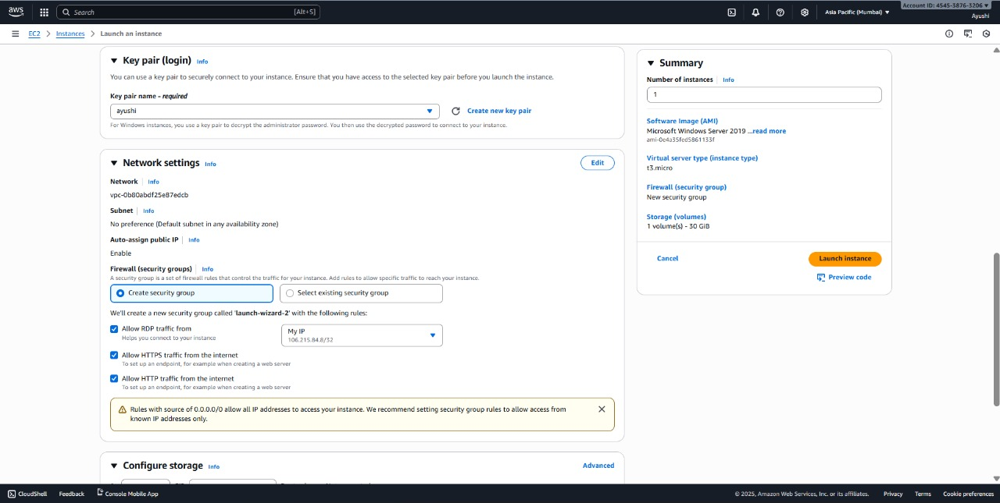 aws
Search [Alt+S]
Asia Pacific (Mumbai)
Account ID: 4545-3876-3206
Ayushi
EC2 > Instances > Launch an instance
Key pair (login) Info
You can use a key pair to securely connect to your instance. Ensure that you have access to the selected key pair before you launch the instance.
Key pair name - required
ayushi
Create new key pair
For Windows instances, you use a key pair to decrypt the administrator password. You then use the decrypted password to connect to your instance.
Network settings Info
Edit
Network Info
vpc-0b80abdf25e87edcb
Subnet Info
No preference (Default subnet in any availability zone)
Auto-assign public IP Info
Enable
Firewall (security groups) Info
A security group is a set of firewall rules that control the traffic for your instance. Add rules to allow specific traffic to reach your instance.
Create security group
Select existing security group
We'll create a new security group called 'launch-wizard-2' with the following rules:
Allow RDP traffic from
Helps you connect to your instance
My IP
106.215.84.8/32
Allow HTTPS traffic from the internet
To set up an endpoint, for example when creating a web server
Allow HTTP traffic from the internet
To set up an endpoint, for example when creating a web server
Rules with source of 0.0.0.0/0 allow all IP addresses to access your instance. We recommend setting security group rules to allow access from
known IP addresses only.
Configure storage Info
Advanced
Summary
Number of instances Info
1
Software Image (AMI)
Microsoft Windows Server 2019 ...read more
ami-0e4a35fed5861133f
Virtual server type (instance type)
t3.micro
Firewall (security group)
New security group
Storage (volumes)
1 volume(s) - 30 GiB
Cancel
Launch instance
Preview code
CloudShell
Feedback
Console Mobile App
© 2025, Amazon Web Services, Inc. or its affiliates.
Privacy
Terms
Cookie preferences